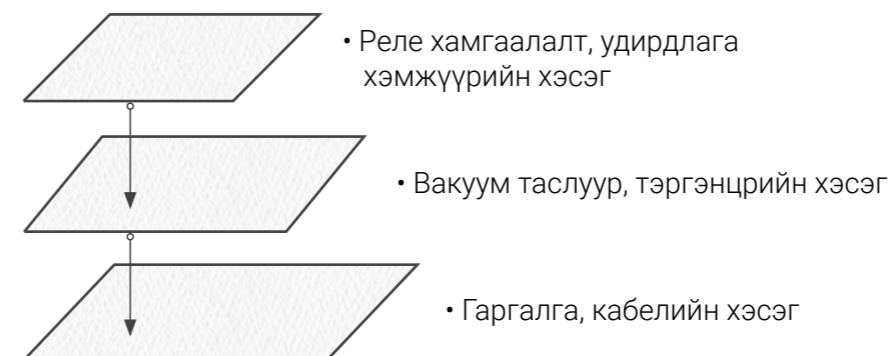 • Реле хамгаалалт, удирдлага
хэмжүүрийн хэсэг
• Вакуум таслуур, тэргэнцрийн хэсэг
• Гаргалга, кабелийн хэсэг